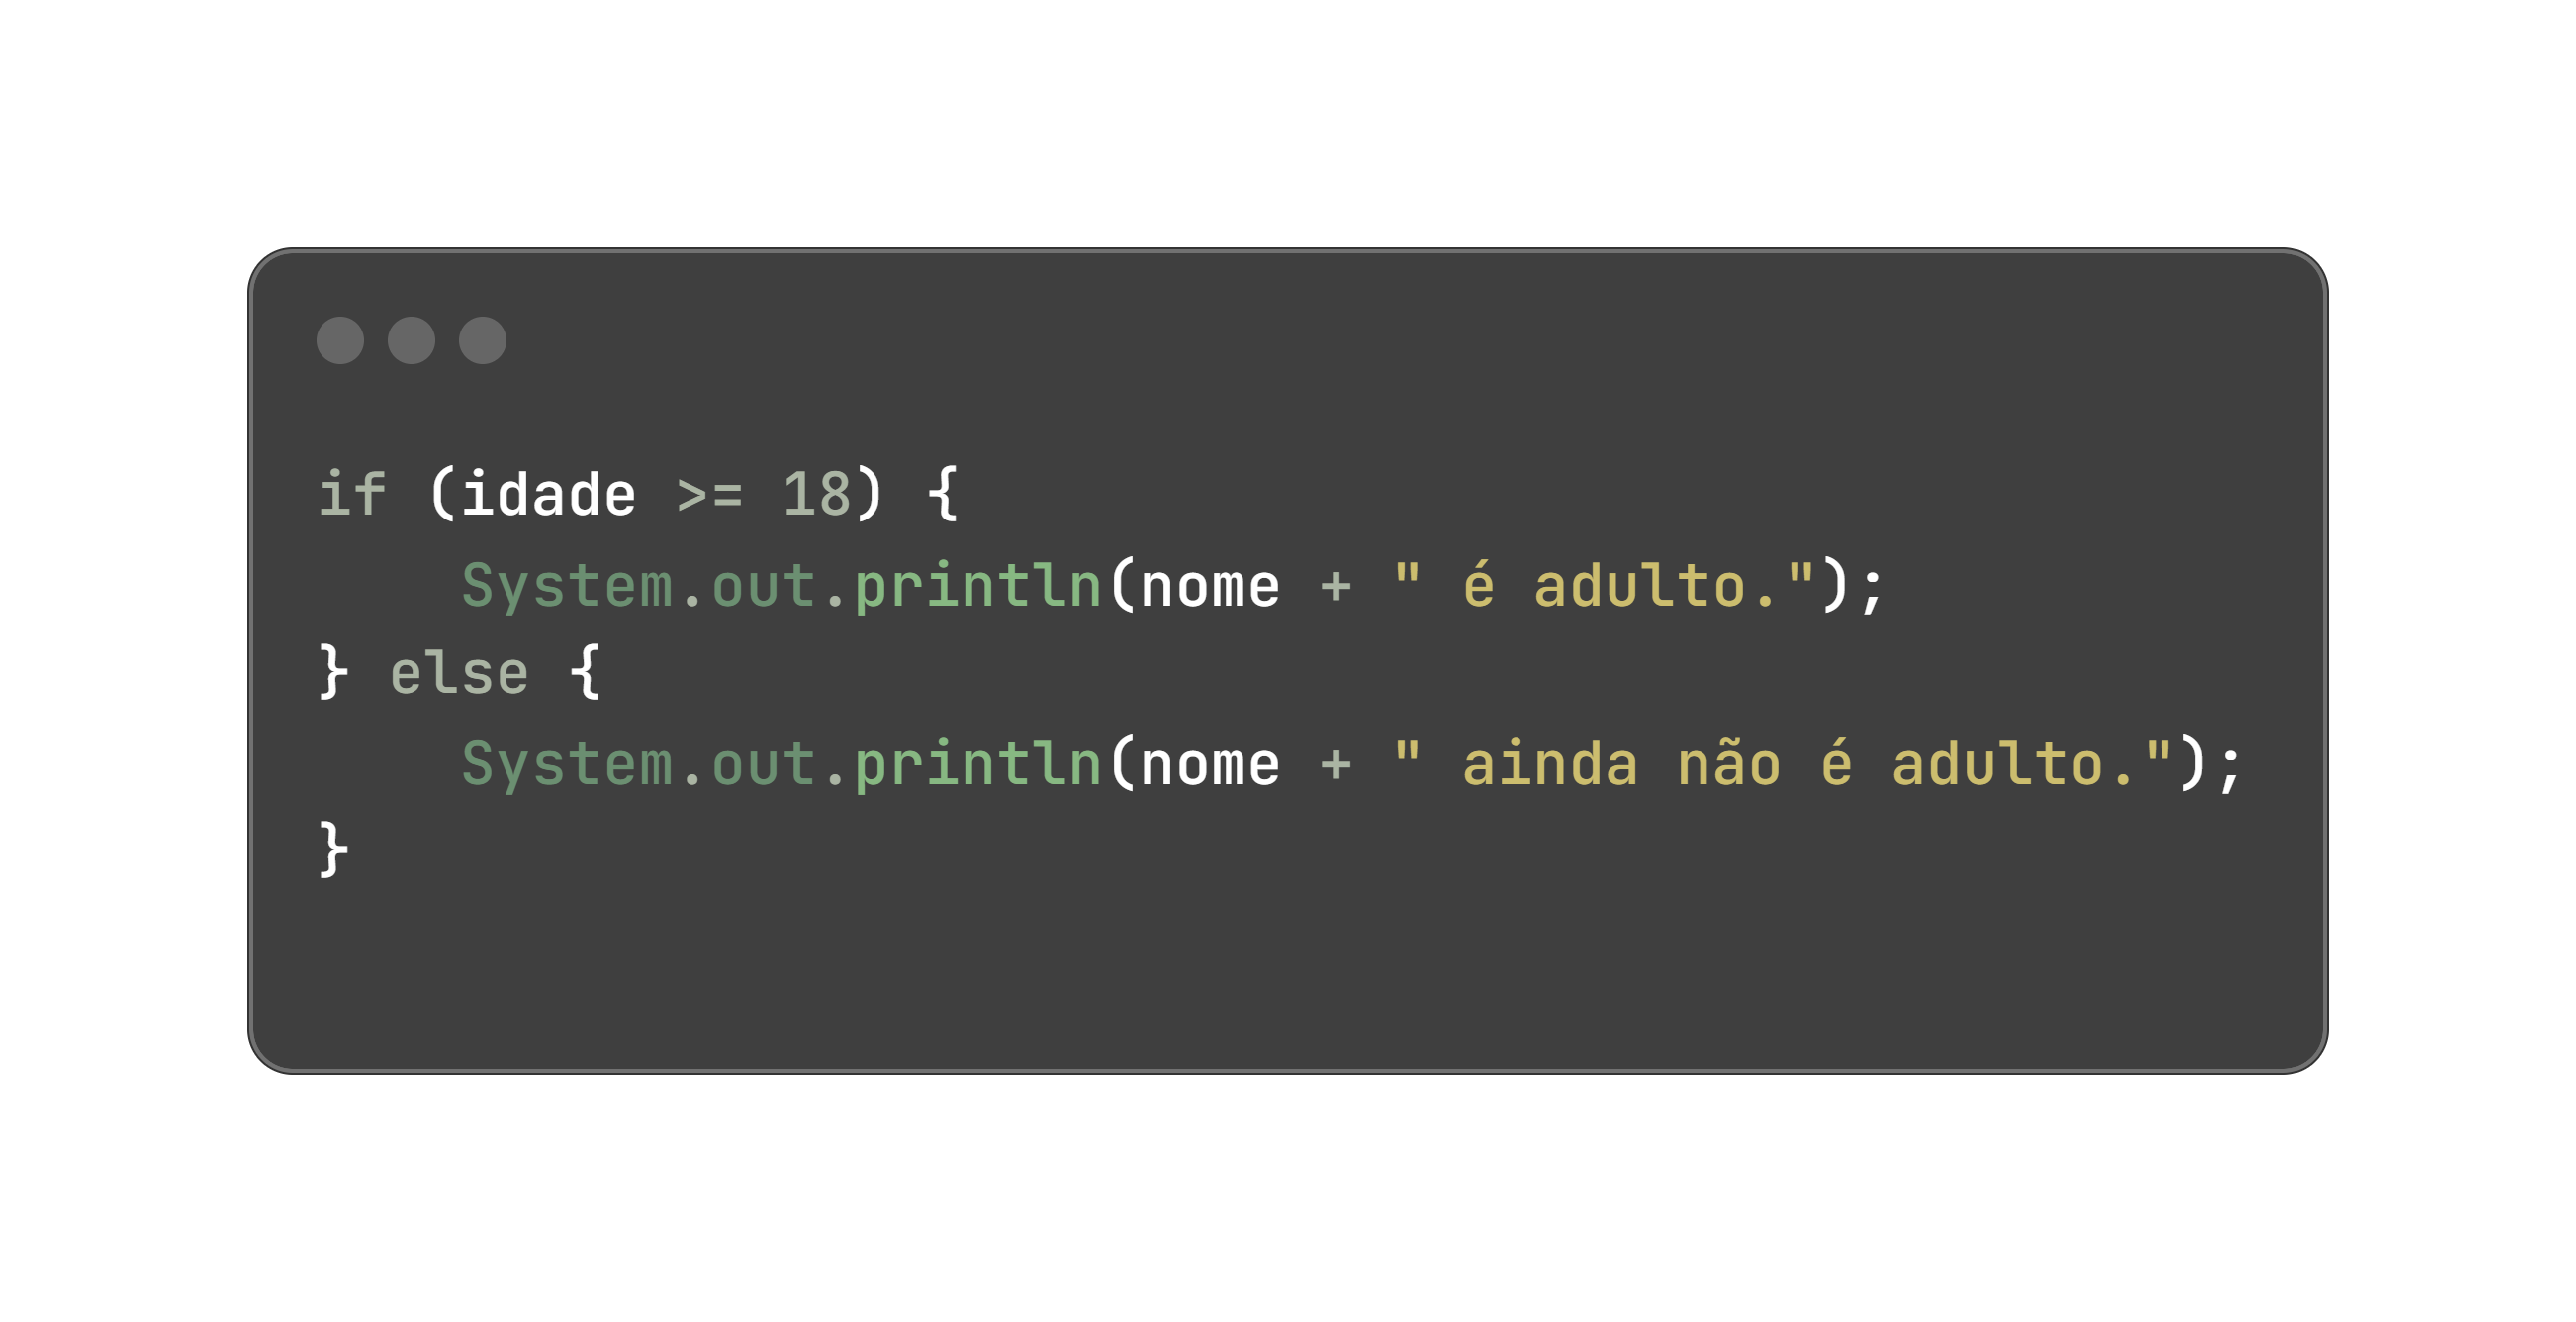 if (idade >= 18) {
    System.out.println(nome + " é adulto.");
} else {
    System.out.println(nome + " ainda não é adulto.");
}